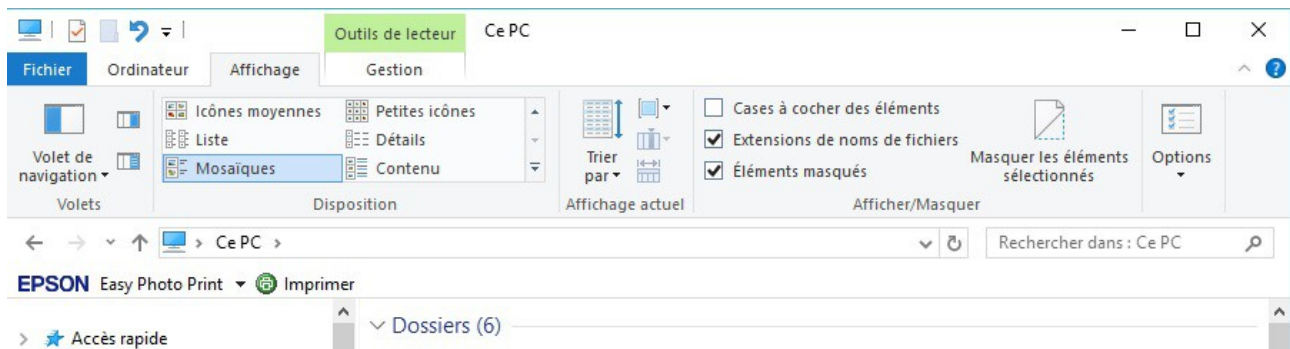 Outils de lecteur Ce PC
Fichier Ordinateur Affichage Gestion
Icônes moyennes Petites icônes
Liste Détails
Mosaïques Contenu
Volet de navigation
Volets
Disposition
Trier par
Affichage actuel
Cases à cocher des éléments
Extensions de noms de fichiers
Éléments masqués
Masquer les éléments
sélectionnés
Afficher/Masquer
Options
Ce PC
Rechercher dans : Ce PC
EPSON Easy Photo Print Imprimer
Accès rapide
Dossiers (6)